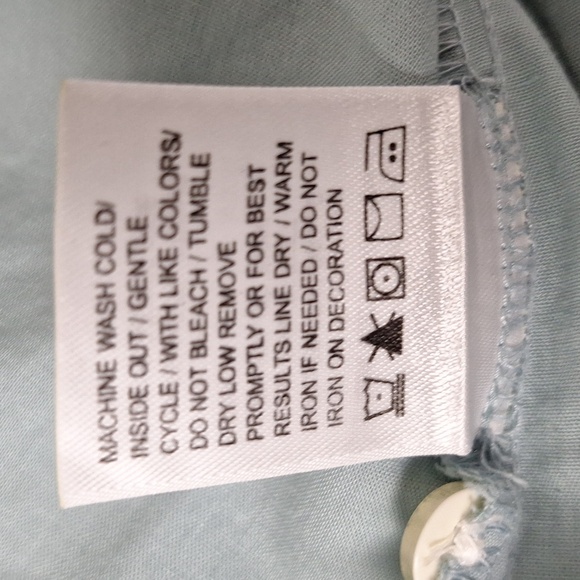 MACHINE WASH COLD/
INSIDE OUT / GENTLE
CYCLE / WITH LIKE COLORS/
DO NOT BLEACH / TUMBLE
DRY LOW REMOVE
PROMPTLY OR FOR BEST
RESULTS LINE DRY / WARM
IRON IF NEEDED / DO NOT
IRON ON DECORATION